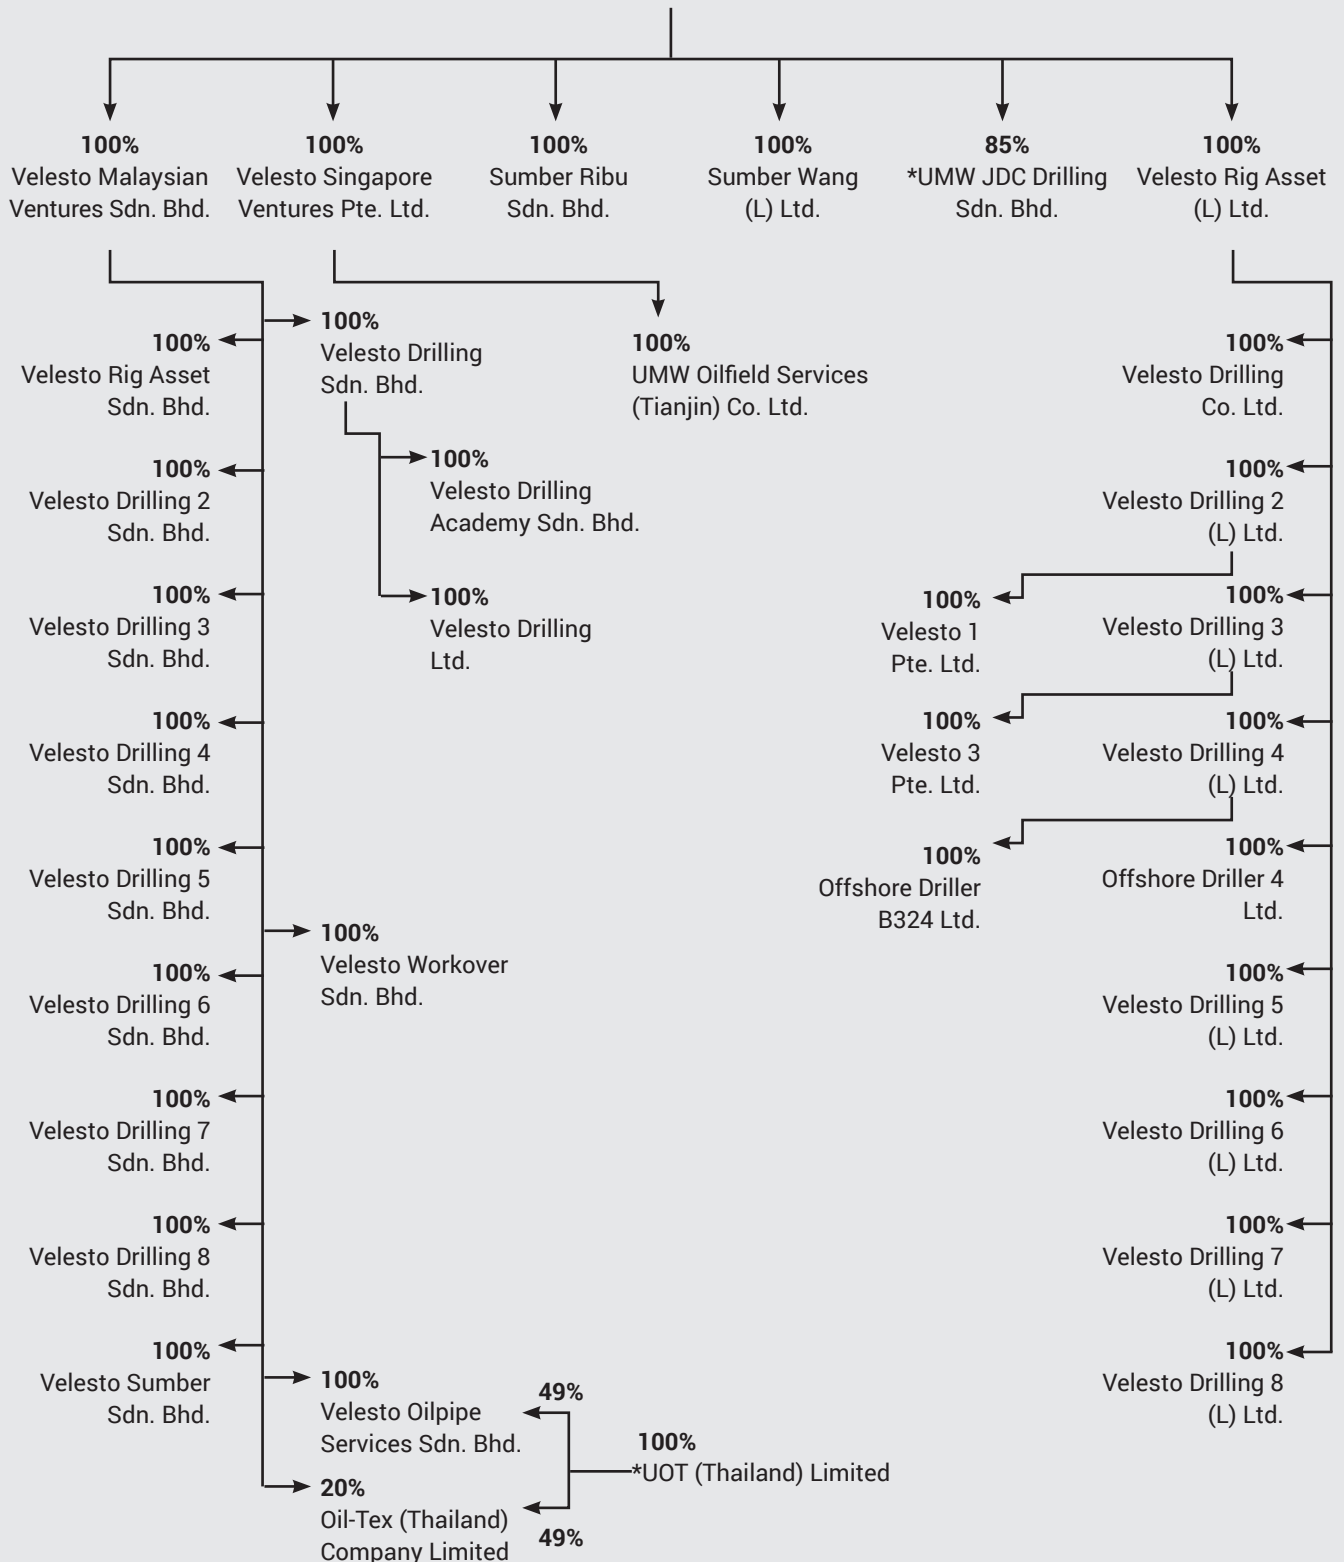 100%
Velesto Malaysian
Ventures Sdn. Bhd.
100%
Velesto Singapore
Ventures Pte. Ltd.
100%
Sumber Ribu
Sdn. Bhd.
100%
Sumber Wang
(L) Ltd.
85%
*UMW JDC Drilling
Sdn. Bhd.
100%
Velesto Rig Asset
(L) Ltd.
100%
Velesto Rig Asset
Sdn. Bhd.
100%
Velesto Drilling 2
Sdn. Bhd.
100%
Velesto Drilling 3
Sdn. Bhd.
100%
Velesto Drilling 4
Sdn. Bhd.
100%
Velesto Drilling 5
Sdn. Bhd.
100%
Velesto Drilling 6
Sdn. Bhd.
100%
Velesto Drilling 7
Sdn. Bhd.
100%
Velesto Drilling 8
Sdn. Bhd.
100%
Velesto Sumber
Sdn. Bhd.
100%
Velesto Drilling
Sdn. Bhd.
100%
Velesto Drilling
Academy Sdn. Bhd.
100%
Velesto Drilling
Ltd.
100%
Velesto Workover
Sdn. Bhd.
100%
Velesto Oilpipe
Services Sdn. Bhd.
20%
Oil-Tex (Thailand)
Company Limited
49%
49%
100%
*UOT (Thailand) Limited
100%
UMW Oilfield Services
(Tianjin) Co. Ltd.
100%
Velesto 1
Pte. Ltd.
100%
Velesto 3
Pte. Ltd.
100%
Offshore Driller
B324 Ltd.
100%
Velesto Drilling
Co. Ltd.
100%
Velesto Drilling 2
(L) Ltd.
100%
Velesto Drilling 3
(L) Ltd.
100%
Velesto Drilling 4
(L) Ltd.
100%
Offshore Driller 4
Ltd.
100%
Velesto Drilling 5
(L) Ltd.
100%
Velesto Drilling 6
(L) Ltd.
100%
Velesto Drilling 7
(L) Ltd.
100%
Velesto Drilling 8
(L) Ltd.